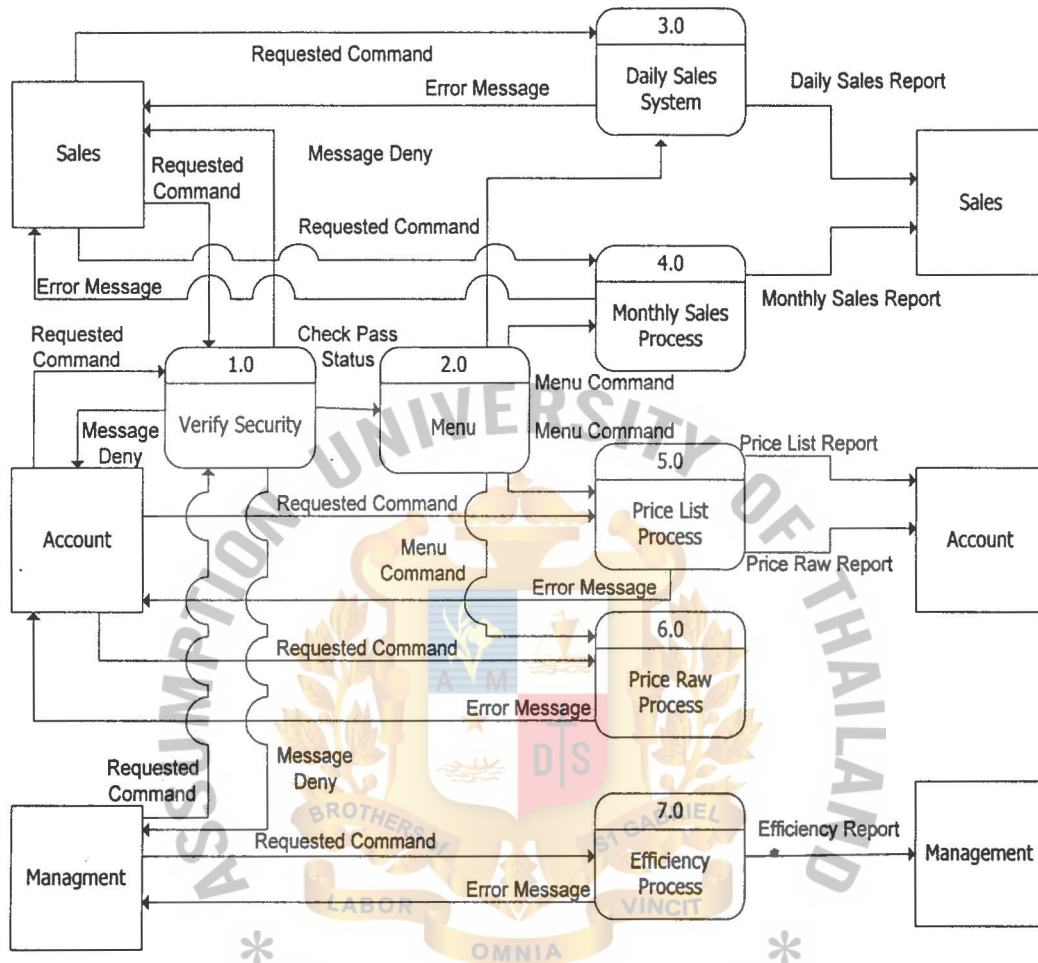 3.0
Requested Command
Daily Sales
System
Error Message
Daily Sales Report
Sales
Requested
Command
Message Deny
Sales
Requested Command
4.0
Error Message
Monthly Sales
Process
Monthly Sales Report
Requested
Command
Check Pass
Status
1.0
2.0
Menu Command
Verify Security
Menu
Menu Command
Message
Deny
Price List Report
5.0
Requested Command
Price List
Process
Account
Account
Menu
Command
Price Raw Report
Error Message
6.0
Requested Command
Price Raw
Process
Error Message
Requested
Command
Message
Deny
7.0
Efficiency Report
Requested Command
Managment
Efficiency
Process
Management
Error Message
ASSUMPTION UNIVERSITY OF THAILAND
A M
D S
BROTHERS of
ST GABRIEL
LABOR
VINCIT
OMNIA
* *